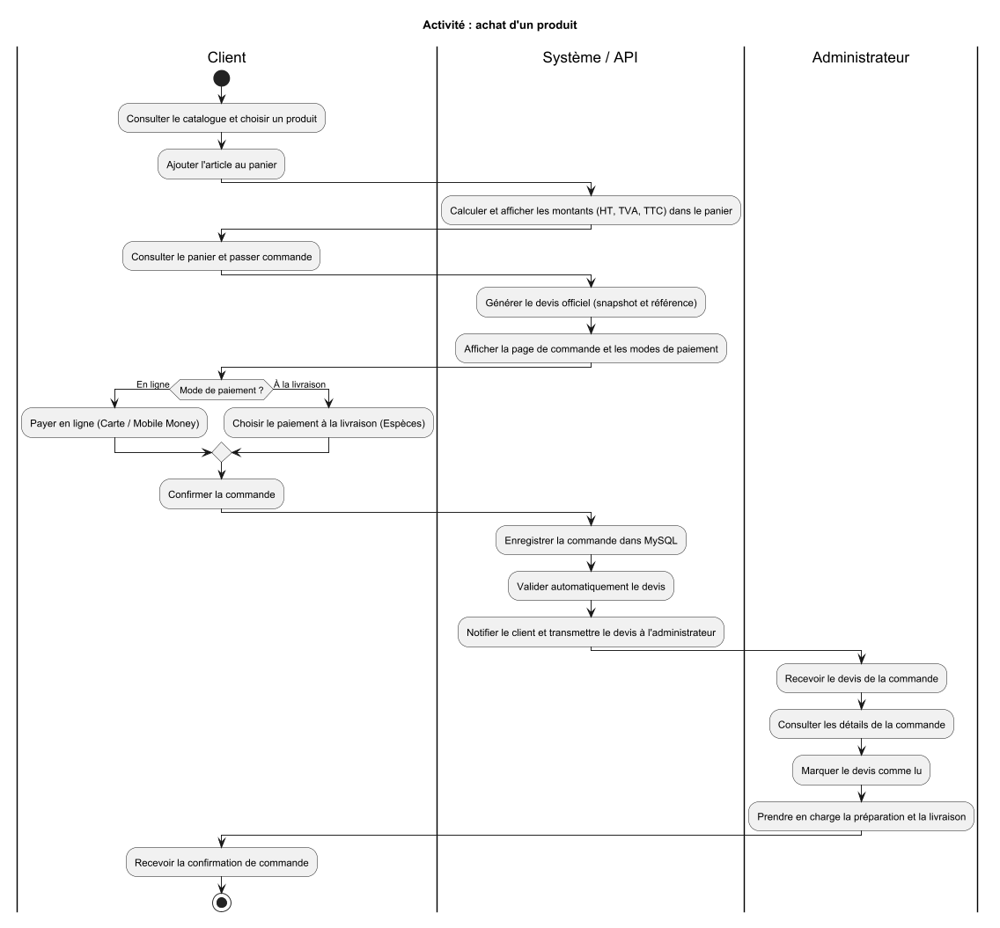 Activité : achat d'un produit
Client
Système / API
Administrateur
Consulter le catalogue et choisir un produit
Ajouter l'article au panier
Calculer et afficher les montants (HT, TVA, TTC) dans le panier
Consulter le panier et passer commande
Générer le devis officiel (snapshot et référence)
Afficher la page de commande et les modes de paiement
En ligne
Mode de paiement ?
À la livraison
Payer en ligne (Carte / Mobile Money)
Choisir le paiement à la livraison (Espèces)
Confirmer la commande
Enregistrer la commande dans MySQL
Valider automatiquement le devis
Notifier le client et transmettre le devis à l'administrateur
Recevoir le devis de la commande
Consulter les détails de la commande
Marquer le devis comme lu
Prendre en charge la préparation et la livraison
Recevoir la confirmation de commande